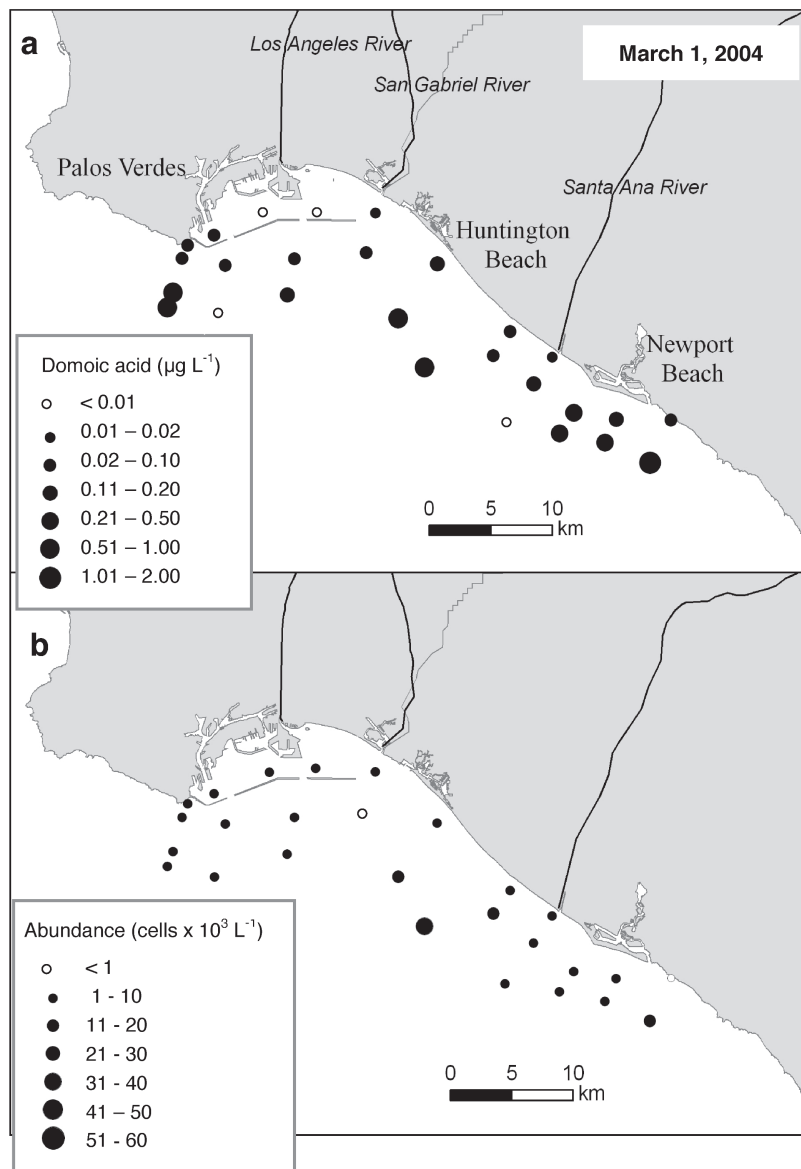 a
Los Angeles River
March 1, 2004
San Gabriel River
Palos Verdes
Santa Ana River
Huntington
Beach
Newport
Beach
Domoic acid (µg L⁻¹)
< 0.01
0.01 – 0.02
0.02 – 0.10
0.11 – 0.20
0.21 – 0.50
0.51 – 1.00
1.01 – 2.00
0 5 10
km
b
Abundance (cells x 10³ L⁻¹)
< 1
1 - 10
11 - 20
21 - 30
31 - 40
41 – 50
51 - 60
0 5 10
km